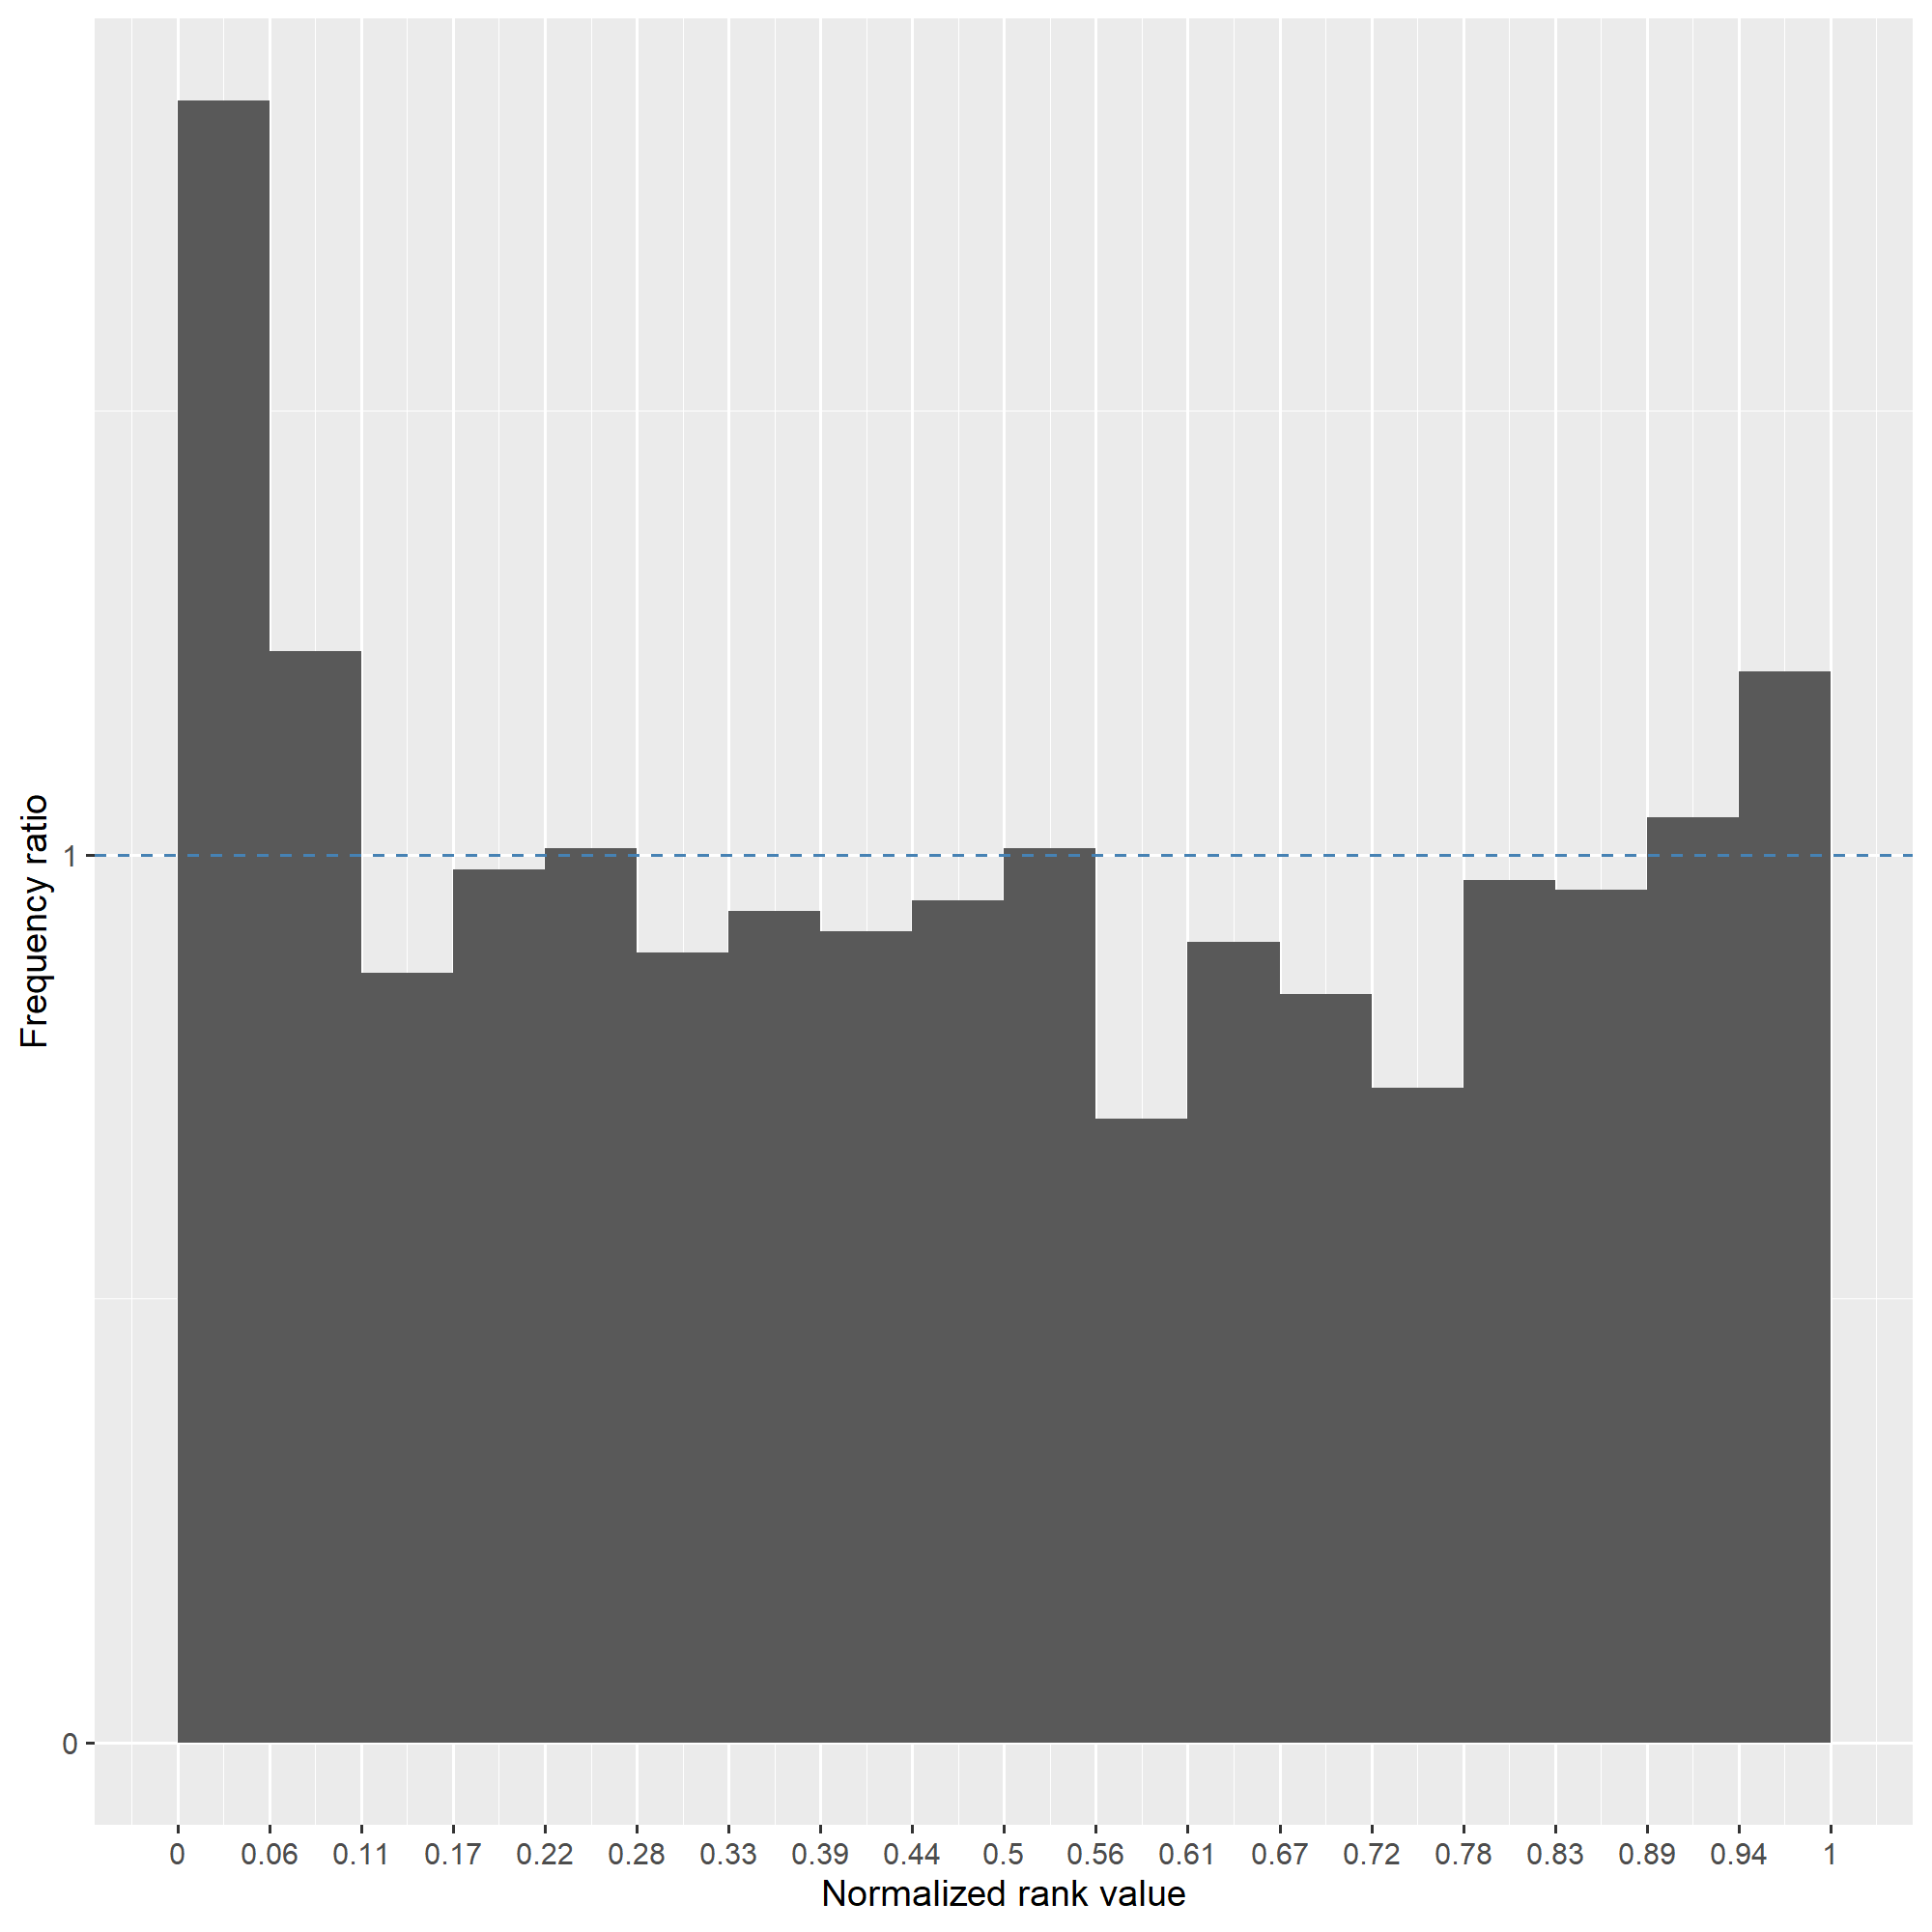 Frequency ratio
1
0
0 0.06 0.11 0.17 0.22 0.28 0.33 0.39 0.44 0.5 0.56 0.61 0.67 0.72 0.78 0.83 0.89 0.94 1
Normalized rank value